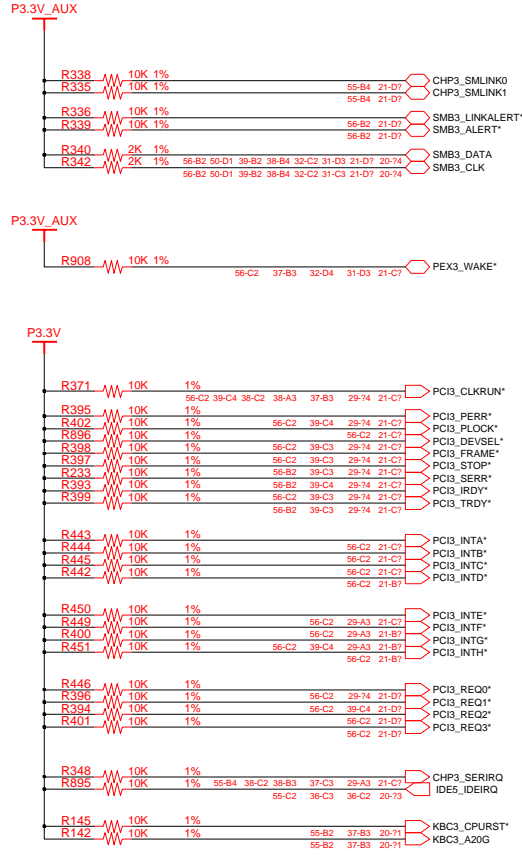 P3.3V_AUX
R338 10K 1% CHP3_SMLINK0
55-B4 21-D?
R335 10K 1% CHP3_SMLINK1
55-B4 21-D?
R336 10K 1% SMB3_LINKALERT*
56-B2 21-D?
R339 10K 1% SMB3_ALERT*
56-B2 21-D?
R340 2K 1% SMB3_DATA
56-B2 50-D1 39-B2 38-B4 32-C2 31-D3 21-D? 20-?4
R342 2K 1% SMB3_CLK
56-B2 50-D1 39-B2 38-B4 32-C2 31-C3 21-D? 20-?4
P3.3V_AUX
R908 10K 1% PEX3_WAKE*
56-C2 37-B3 32-D4 31-D3 21-C?
P3.3V
R371 10K 1% PCI3_CLKRUN*
56-C2 39-C4 38-C2 38-A3 37-B3 29-?4 21-C?
R395 10K 1% PCI3_PERR*
56-C2 39-C4 29-?4 21-C?
R402 10K 1% PCI3_PLOCK*
56-C2 21-C?
R896 10K 1% PCI3_DEVSEL*
56-C2 39-C3 29-?4 21-C?
R398 10K 1% PCI3_FRAME*
56-C2 39-C3 29-?4 21-C?
R397 10K 1% PCI3_STOP*
56-B2 39-C3 29-?4 21-C?
R233 10K 1% PCI3_SERR*
56-B2 39-C4 29-?4 21-C?
R393 10K 1% PCI3_IRDY*
56-C2 39-C3 29-?4 21-C?
R399 10K 1% PCI3_TRDY*
56-B2 39-C3 29-?4 21-C?
R443 10K 1% PCI3_INTA*
56-C2 21-C?
R444 10K 1% PCI3_INTB*
56-C2 21-C?
R445 10K 1% PCI3_INTC*
56-C2 21-C?
R442 10K 1% PCI3_INTD*
56-C2 21-B?
R450 10K 1% PCI3_INTE*
56-C2 29-A3 21-C?
R449 10K 1% PCI3_INTF*
56-C2 29-A3 21-B?
R400 10K 1% PCI3_INTG*
56-C2 39-C4 29-A3 21-B?
R451 10K 1% PCI3_INTH*
56-C2 21-B?
R446 10K 1% PCI3_REQ0*
56-C2 29-?4 21-D?
R396 10K 1% PCI3_REQ1*
56-C2 39-C4 21-D?
R394 10K 1% PCI3_REQ2*
56-C2 21-D?
R401 10K 1% PCI3_REQ3*
56-C2 21-D?
R348 10K 1% CHP3_SERIRQ
55-B4 38-C2 38-B3 37-C3 29-A3 21-C?
R895 10K 1% IDE5_IDEIRQ
55-C2 36-C3 36-C2 20-?3
R145 10K 1% KBC3_CPURST*
55-B2 37-B3 20-?1
R142 10K 1% KBC3_A20G
55-B2 37-B3 20-?1